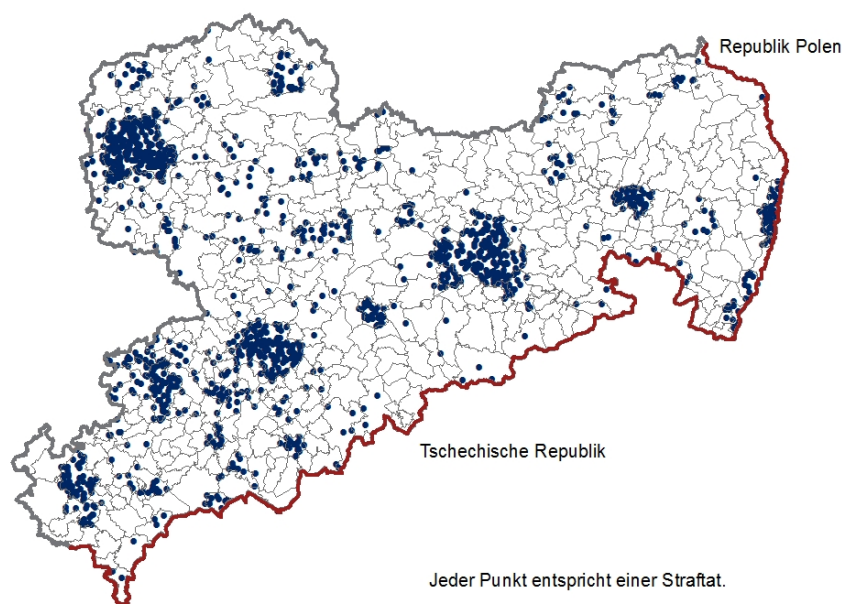 Republik Polen
Tschechische Republik
Jeder Punkt entspricht einer Straftat.